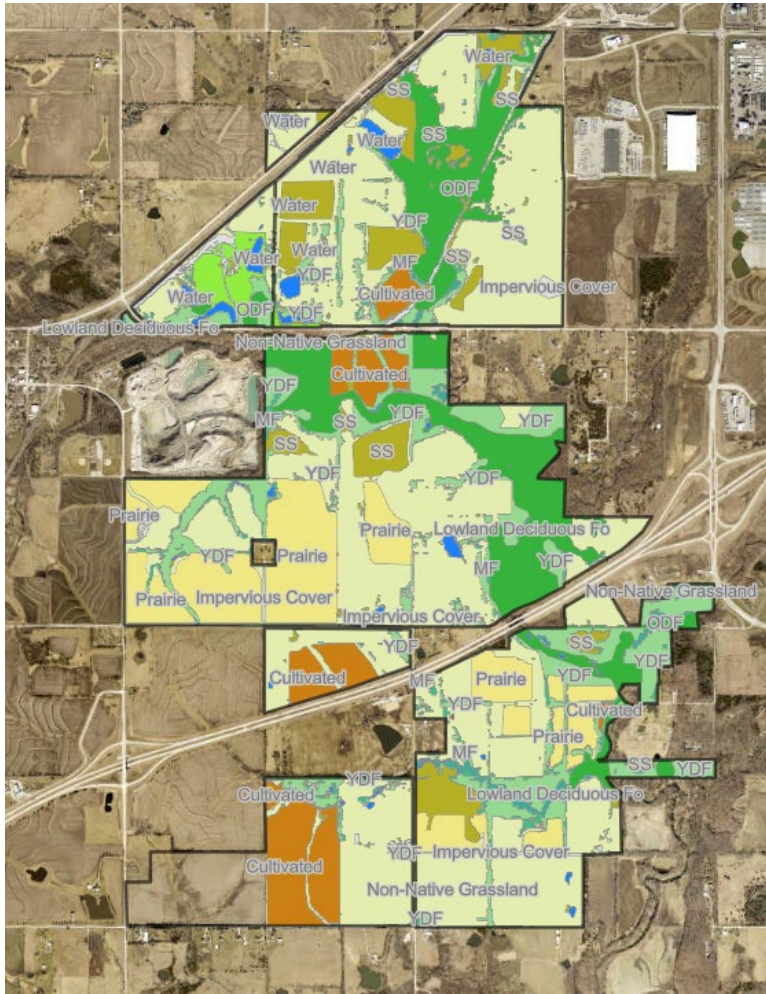 Water
SS
SS
Water
SS
Water
Water
ODF
Water
YDF
SS
Water
MF
SS
YDF
Water
Cultivated
Impervious Cover
ODF
YDF
Lowland Deciduous Fo
Non-Native Grassland
Cultivated
YDF
MF
SS
YDF
YDF
SS
YDF
YDF
Prairie
Prairie
Lowland Deciduous Fo
YDF
Prairie
YDF
MF
Prairie
Impervious Cover
Non-Native Grassland
Impervious Cover
ODF
YDF
SS
YDF
Cultivated
MF
Prairie
YDF
YDF
Cultivated
Prairie
MF
SS
YDF
YDF
Cultivated
Lowland Deciduous Fo
Cultivated
YDF
Impervious Cover
Non-Native Grassland
YDF